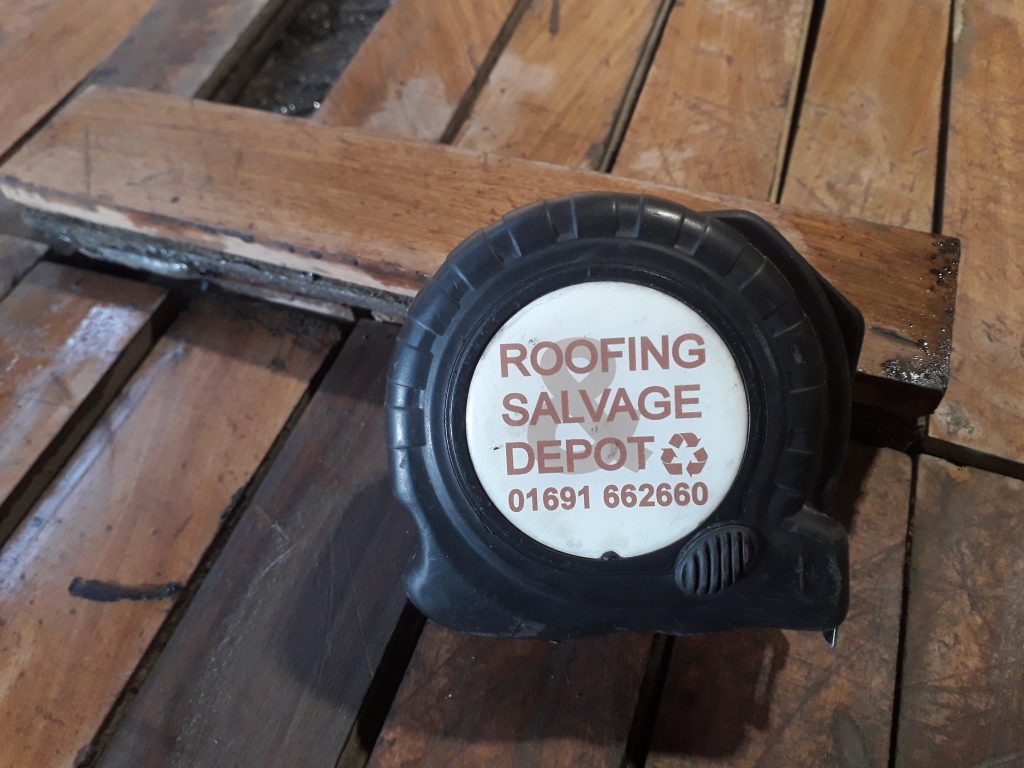 ROOFING
&
SALVAGE
DEPOT
01691 662660